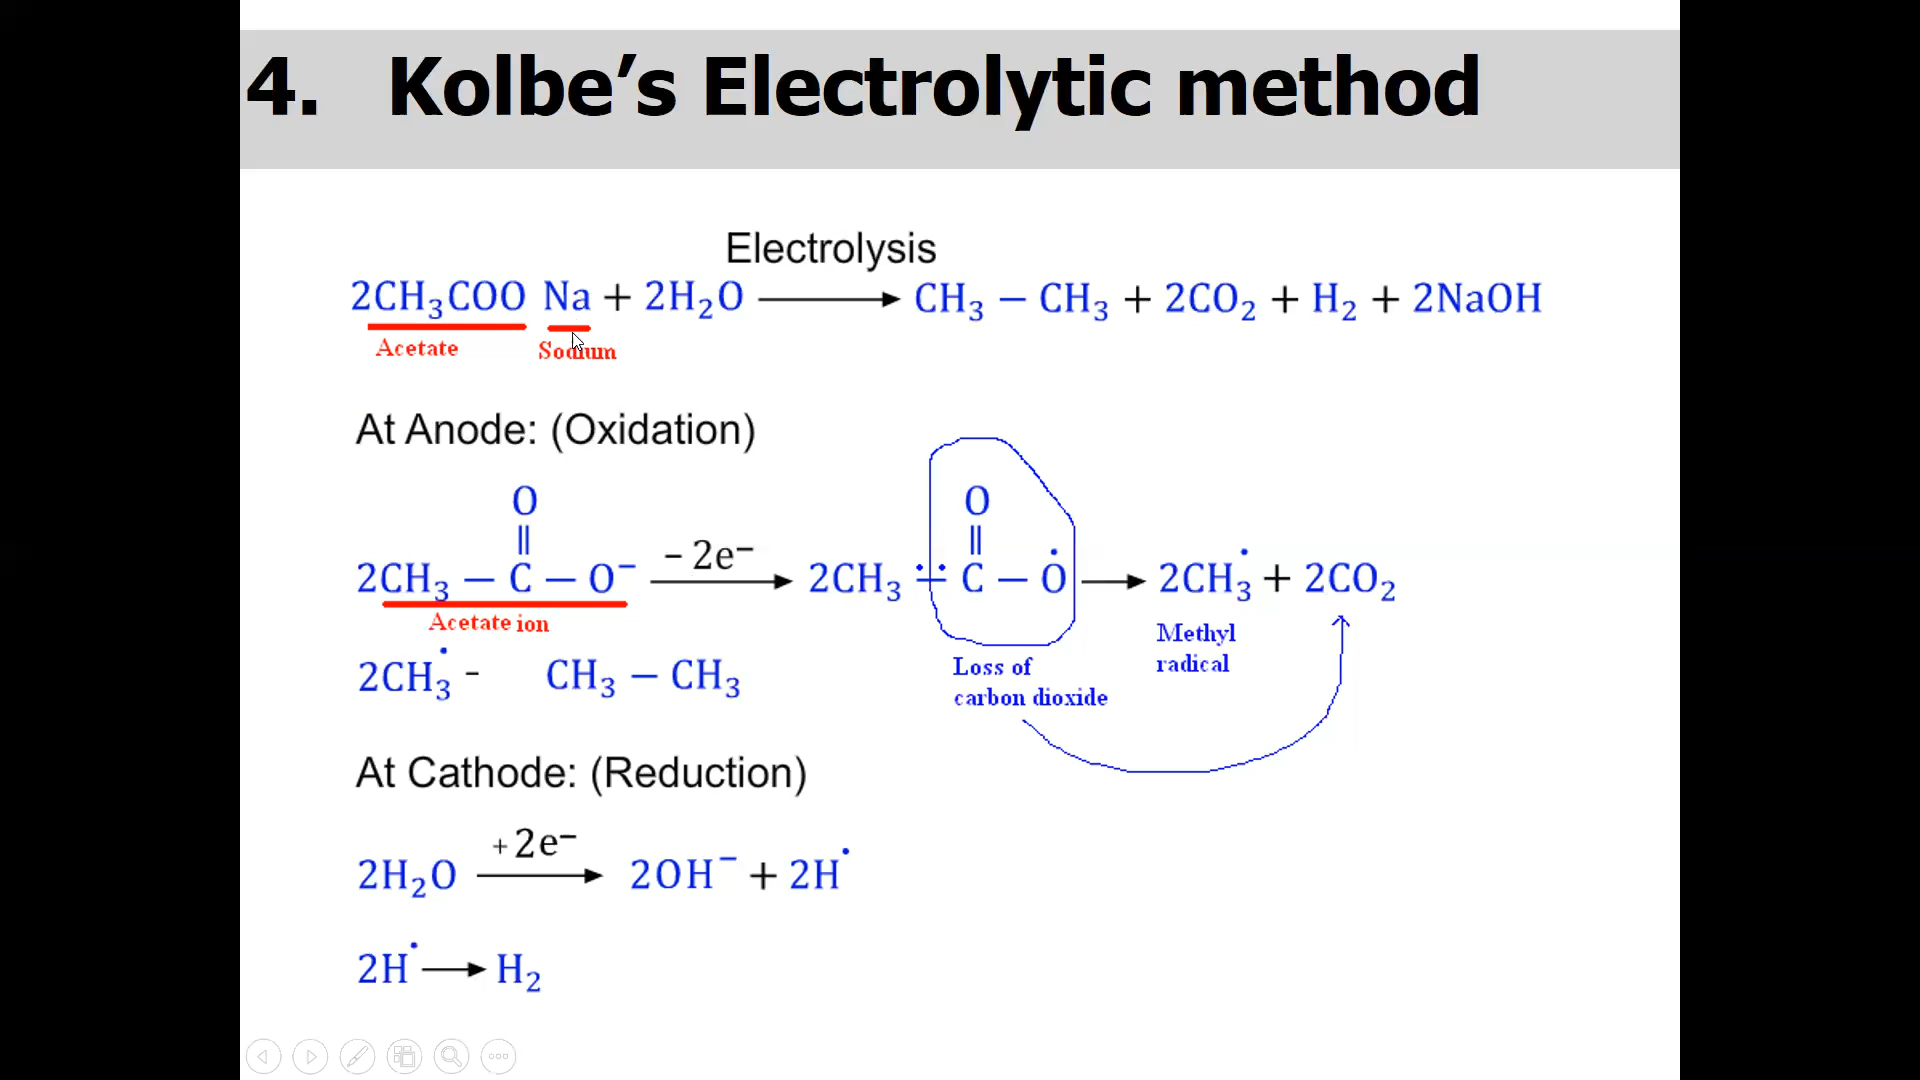 4. Kolbe’s Electrolytic method
Electrolysis
2CH₃COO Na + 2H₂O ⟶ CH₃ – CH₃ + 2CO₂ + H₂ + 2NaOH
Acetate Sodium
At Anode: (Oxidation)
O O
|| ||
2CH₃ – C – O⁻ – 2e⁻ ⟶ 2CH₃ ∸ C – Ȯ ⟶ 2CH₃˙ + 2CO₂
Acetate ion
Methyl
radical
2CH₃˙ - CH₃ – CH₃
Loss of
carbon dioxide
At Cathode: (Reduction)
+2e⁻
2H₂O ⟶ 2OH⁻ + 2H˙
2H˙ ⟶ H₂